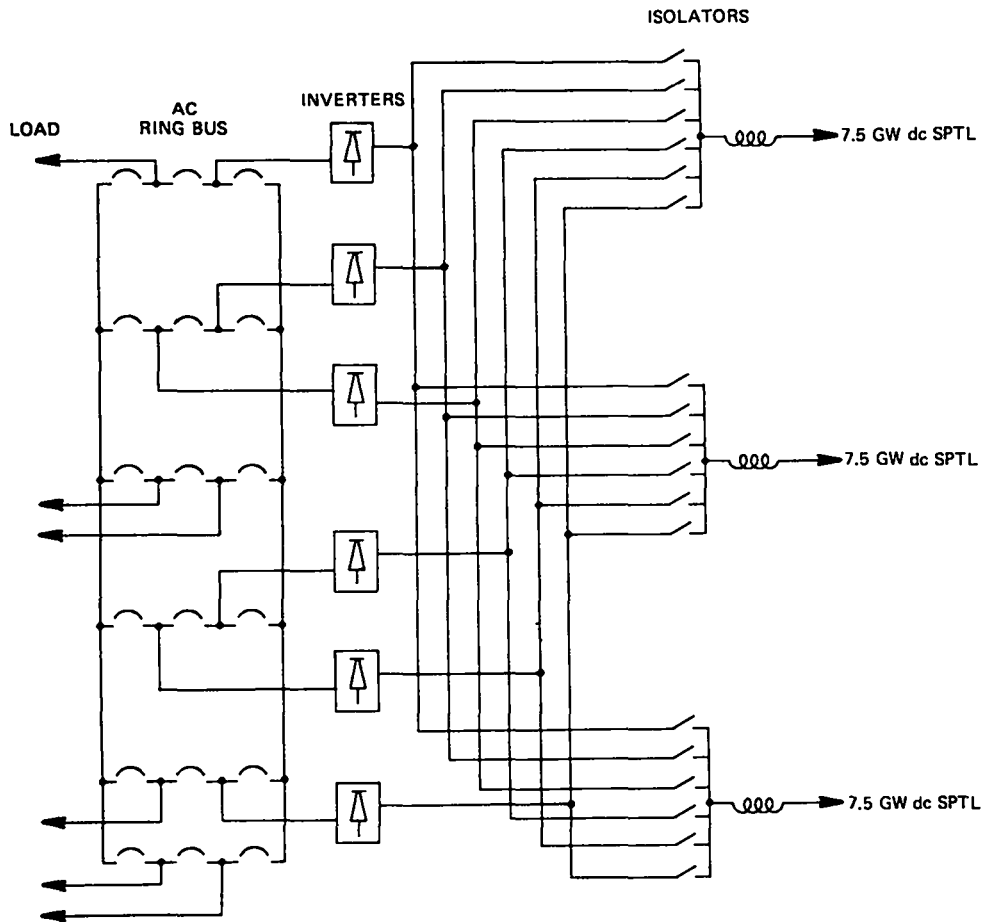 ISOLATORS
INVERTERS
AC
RING BUS
LOAD
7.5 GW dc SPTL
7.5 GW dc SPTL
7.5 GW dc SPTL